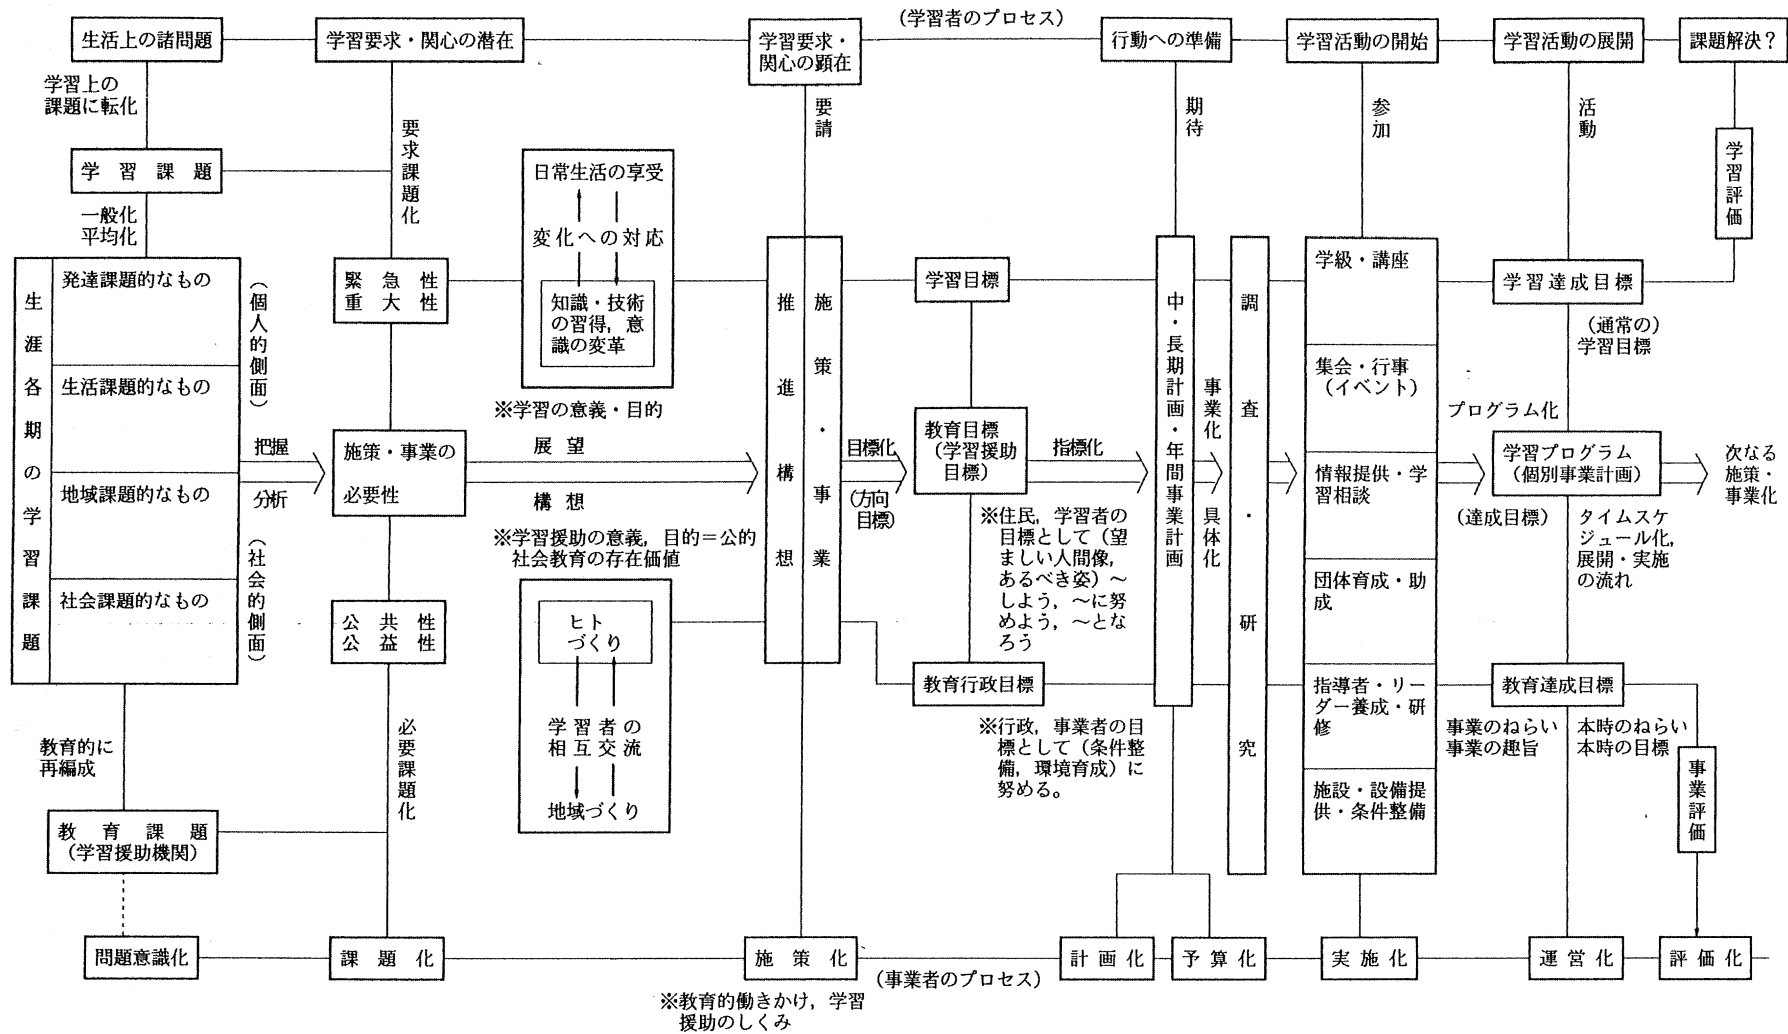 (学習者のプロセス)
生活上の諸問題
学習要求・関心の潜在
学習要求・
関心の顕在
行動への準備
学習活動の開始
学習活動の展開
課題解決？
学習上の
課題に転化
要求課題化
要請
期待
参加
活動
学習評価
学習課題
一般化
平均化
生涯各期の学習課題
発達課題的なもの
生活課題的なもの
地域課題的なもの
社会課題的なもの
(個人的側面)
(社会的側面)
把握
分析
緊急性
重大性
施策・事業の
必要性
公共性
公益性
必要課題化
日常生活の享受
変化への対応
知識・技術
の習得，意
識の変革
※学習の意義・目的
展望
構想
※学習援助の意義，目的＝公的
社会教育の存在価値
ヒト
づくり
学習者の
相互交流
地域づくり
施策・事業
推進構想
目標化
(方向
目標)
学習目標
教育目標
(学習援助
目標)
指標化
※住民，学習者の
目標として（望
ましい人間像，
あるべき姿）～
しよう，～に努
めよう，～とな
ろう
教育行政目標
※行政，事業者の目
標として（条件整
備，環境育成）に
努める。
中・長期計画・年間事業計画
事業化
具体化
調査・研究
学級・講座
集会・行事
（イベント）
情報提供・学
習相談
団体育成・助
成
指導者・リー
ダー養成・研
修
施設・設備提
供・条件整備
学習達成目標
(通常の)
学習目標
プログラム化
(達成目標)
学習プログラム
(個別事業計画)
タイムスケ
ジュール化，
展開・実施
の流れ
次なる
施策・
事業化
教育達成目標
事業のねらい
事業の趣旨
本時のねらい
本時の目標
事業評価
教育的に
再編成
教育課題
(学習援助機関)
問題意識化
課題化
施策化
計画化
予算化
実施化
運営化
評価化
(事業者のプロセス)
※教育的働きかけ，学習
援助のしくみ